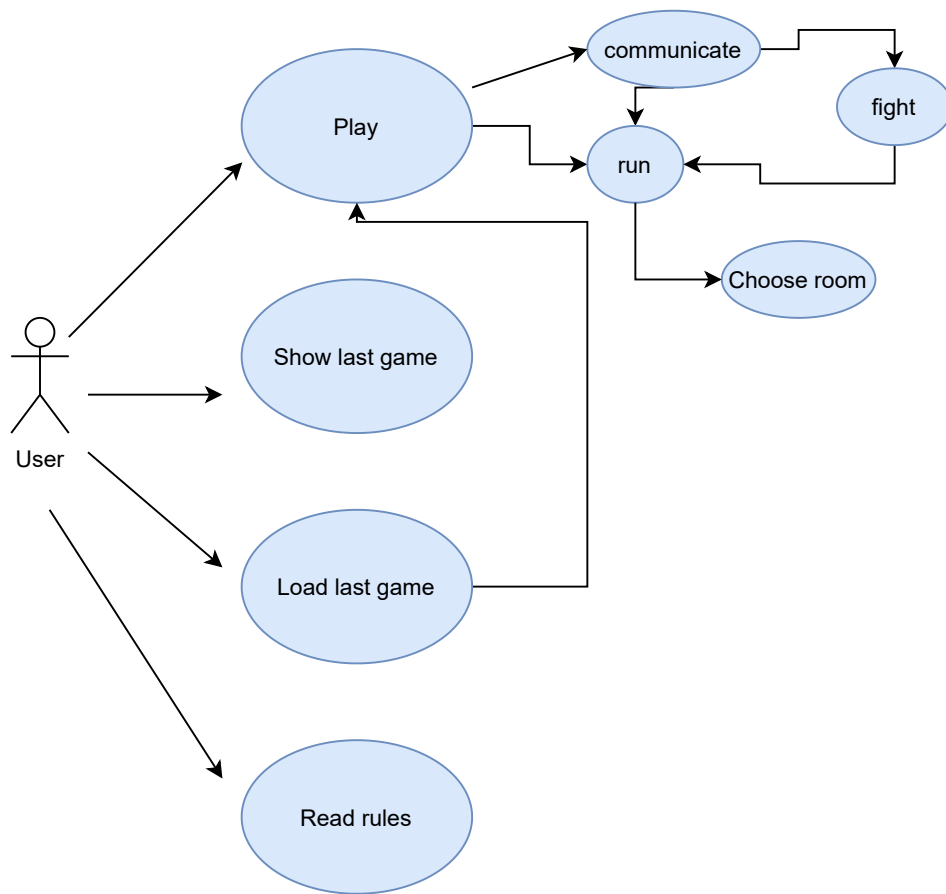 communicate
fight
Play
run
Choose room
Show last game
User
Load last game
Read rules